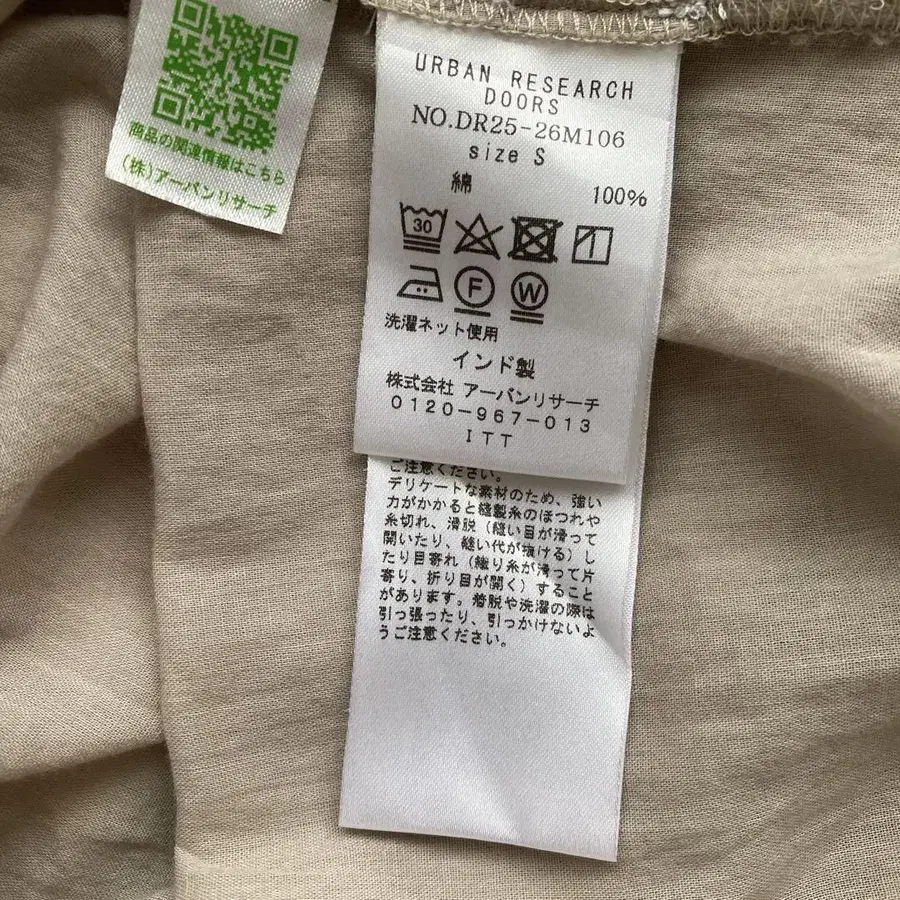 商品の関連情報はこちら
(株)アーバンリサーチ
URBAN RESEARCH
DOORS
NO.DR25-26M106
size S
綿 100%
30
F W
洗濯ネット使用
インド製
株式会社 アーバンリサーチ
0120-967-013
ITT
ご注意ください。
デリケートな素材のため、強い
力がかかると縫製糸のほつれや
糸切れ、滑脱(縫い目が滑って
開いたり、縫い代が抜ける)し
たり目寄れ(織り糸が滑って片
寄り、折り目が開く)すること
があります。着脱や洗濯の際は
引っ張ったり、引っかけないよ
うご注意ください。